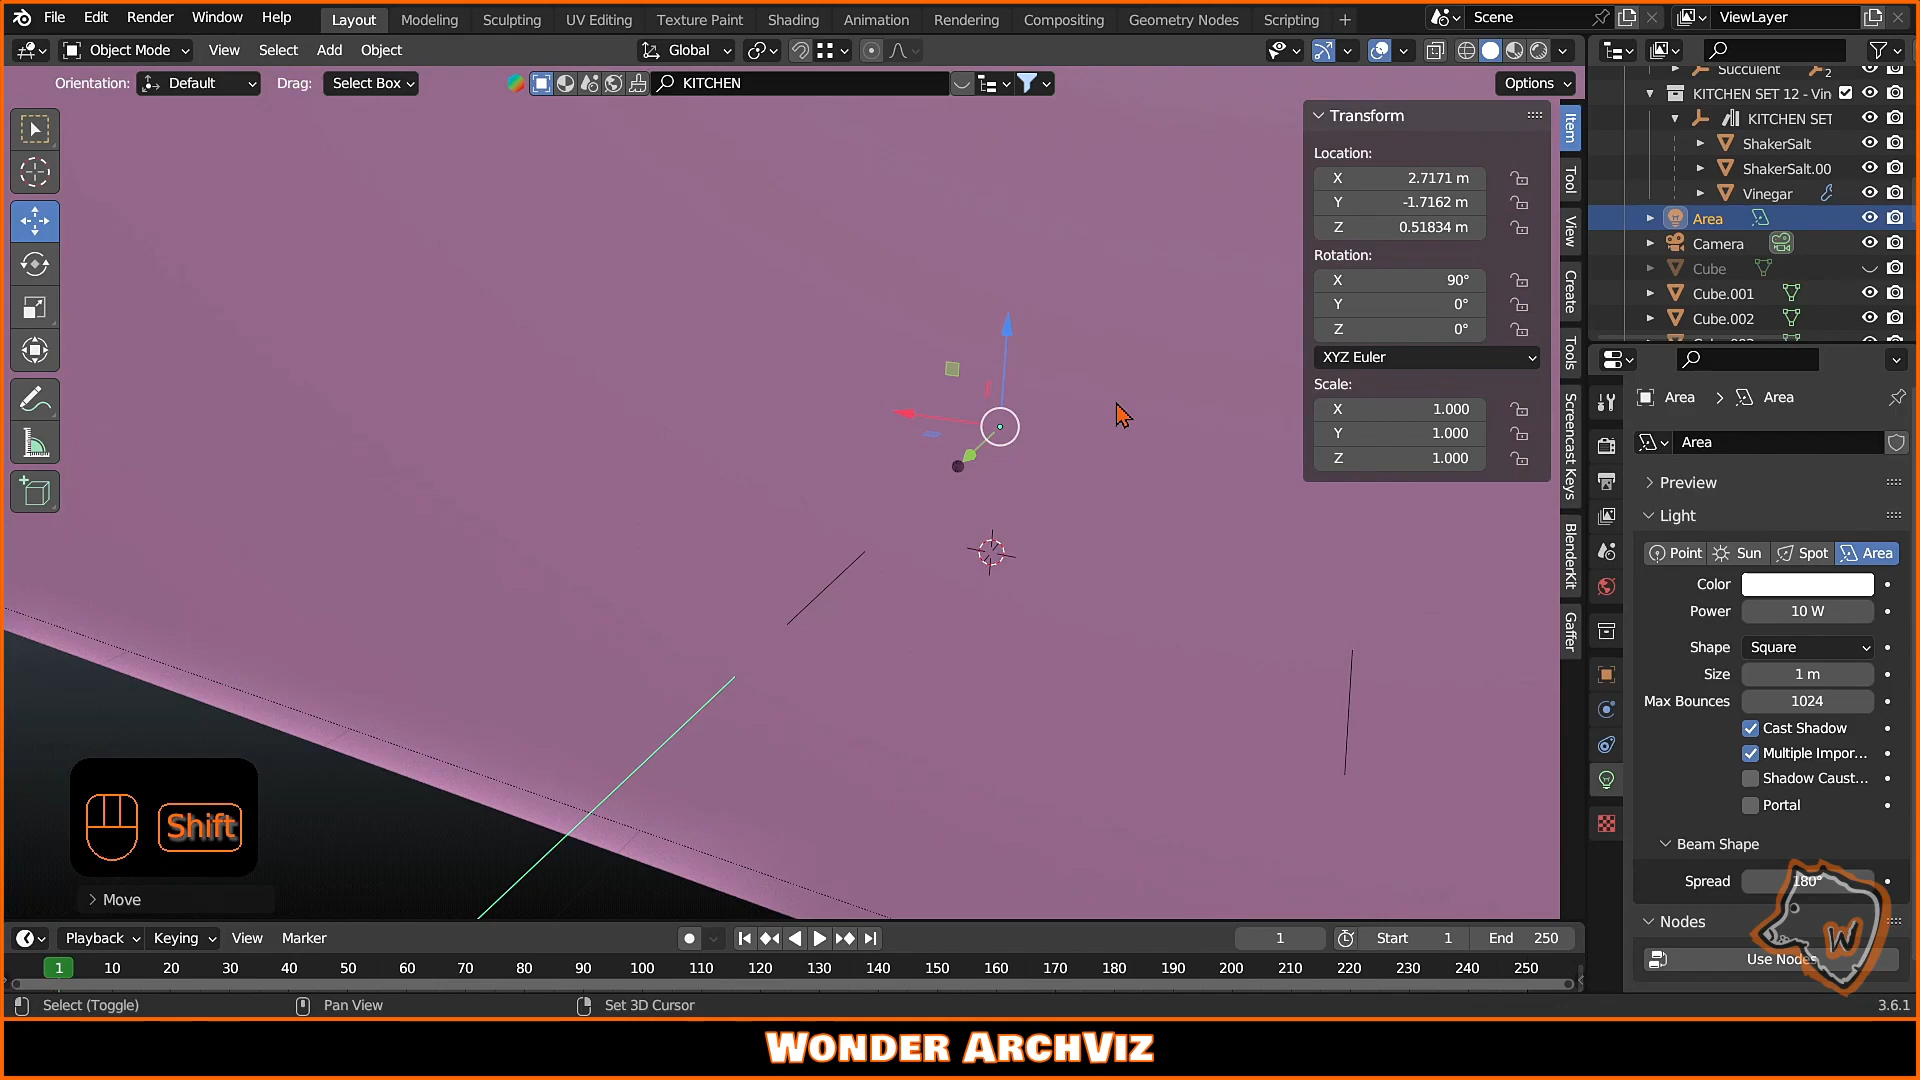 File Edit Render Window Help Layout Modeling Sculpting UV Editing Texture Paint Shading Animation Rendering Compositing Geometry Nodes Scripting Scene ViewLayer
Object Mode View Select Add Object Global
Orientation: Default Drag: Select Box KITCHEN Options
Transform
Location:
X 2.7171 m
Y -1.7162 m
Z 0.51834 m
Rotation:
X 90°
Y 0°
Z 0°
XYZ Euler
Scale:
X 1.000
Y 1.000
Z 1.000
Item
Tool
View
Create
Tools
Screencast Keys
BlenderKit
Gaffer
Succulent 2
KITCHEN SET 12 - Vin
KITCHEN SET
ShakerSalt
ShakerSalt.00
Vinegar
Area
Camera
Cube
Cube.001
Cube.002
Area > Area
Area
Preview
Light
Point Sun Spot Area
Color
Power 10 W
Shape Square
Size 1 m
Max Bounces 1024
Cast Shadow
Multiple Impor...
Shadow Caust...
Portal
Beam Shape
Spread 180°
Nodes
Use Nodes
W
Shift
Move
Playback Keying View Marker 1 Start 1 End 250
1 10 20 30 40 50 60 70 80 90 100 110 120 130 140 150 160 170 180 190 200 210 220 230 240 250
Select (Toggle) Pan View Set 3D Cursor 3.6.1
WONDER ARCHVIZ